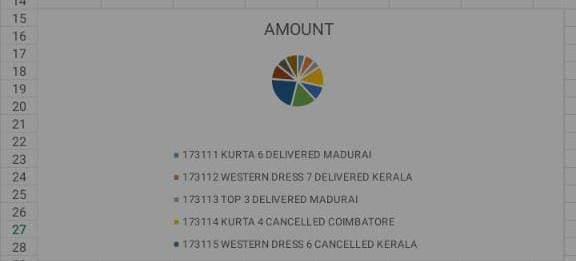 14
15
AMOUNT
16
17
18
19
20
21
22
23
173111 KURTA 6 DELIVERED MADURAI
24
173112 WESTERN DRESS 7 DELIVERED KERALA
25
173113 TOP 3 DELIVERED MADURAI
26
173114 KURTA 4 CANCELLED COIMBATORE
27
28
173115 WESTERN DRESS 6 CANCELLED KERALA